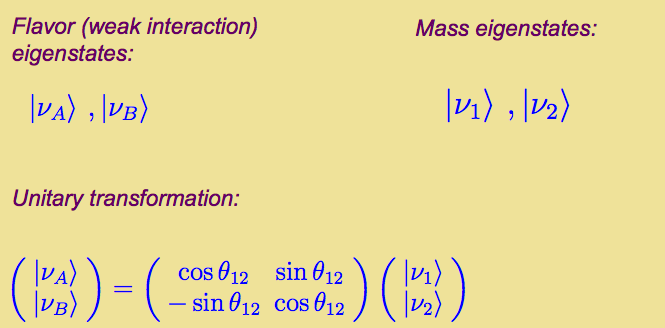 Flavor (weak interaction)
eigenstates:
Mass eigenstates:
|ν_A⟩ , |ν_B⟩
|ν_1⟩ , |ν_2⟩
Unitary transformation:
( |ν_A⟩ ) = ( cos θ_12 sin θ_12 ) ( |ν_1⟩ )
( |ν_B⟩ ) ( − sin θ_12 cos θ_12 ) ( |ν_2⟩ )